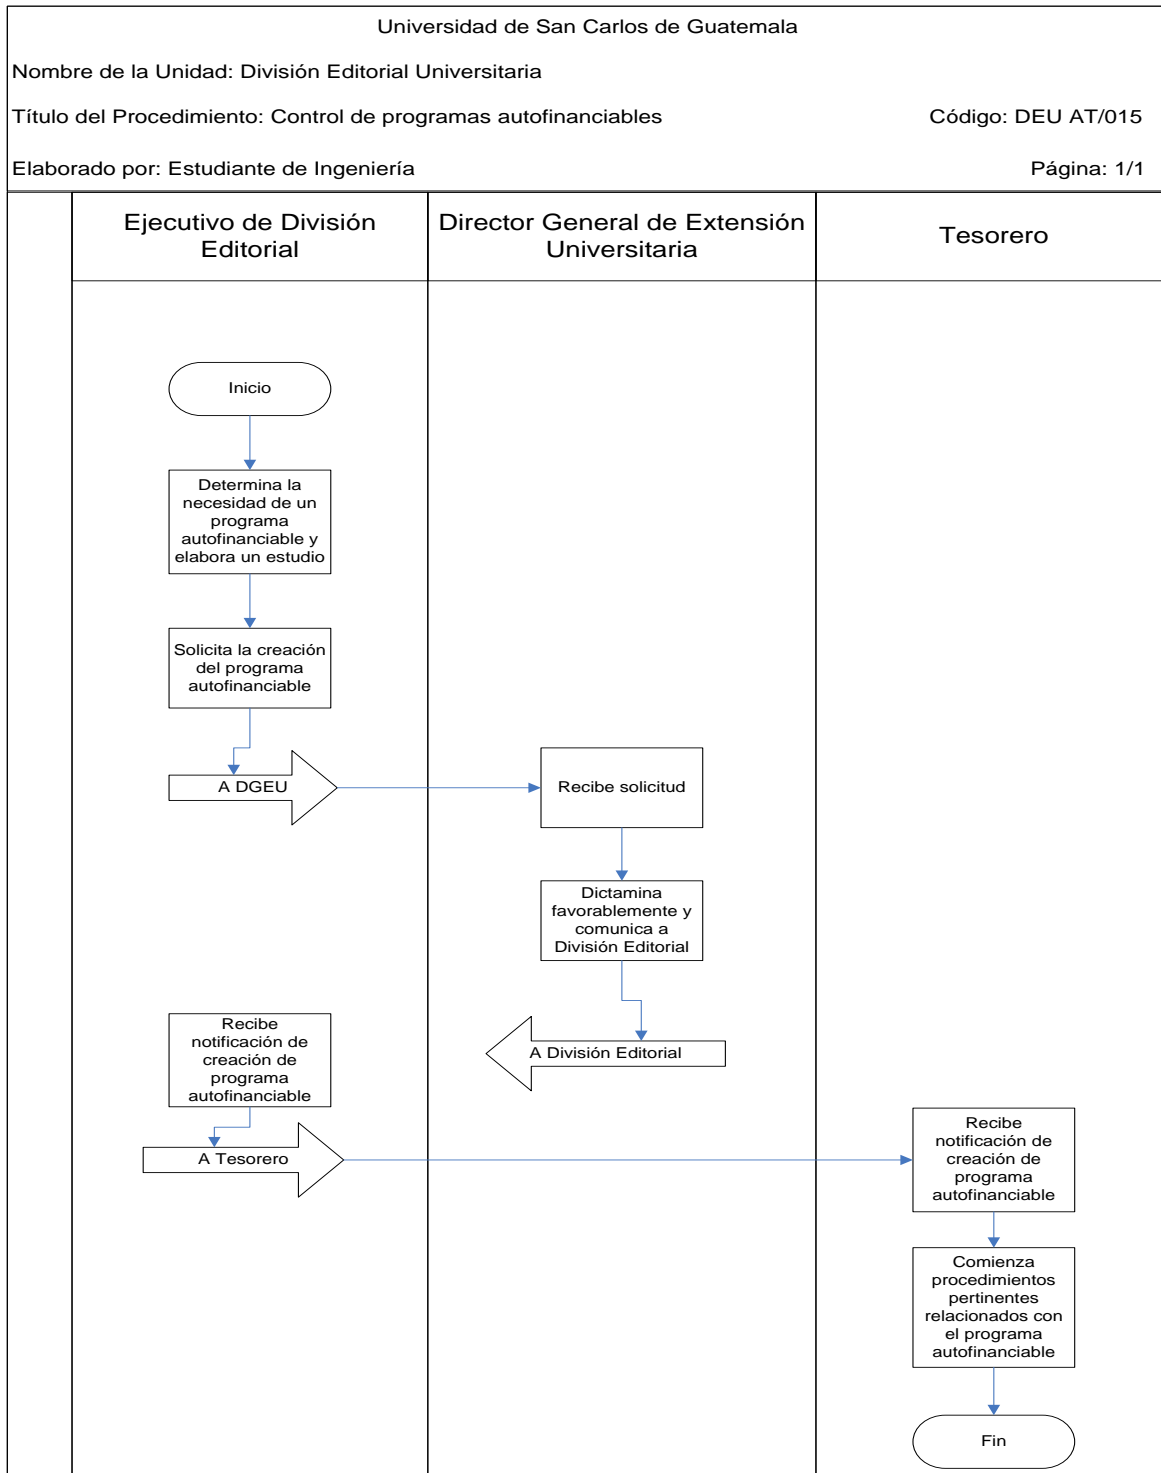 Universidad de San Carlos de Guatemala
Nombre de la Unidad: División Editorial Universitaria
Título del Procedimiento: Control de programas autofinanciables Código: DEU AT/015
Elaborado por: Estudiante de Ingeniería Página: 1/1
Ejecutivo de División
Editorial
Director General de Extensión
Universitaria
Tesorero
Inicio
Determina la
necesidad de un
programa
autofinanciable y
elabora un estudio
Solicita la creación
del programa
autofinanciable
A DGEU
Recibe solicitud
Dictamina
favorablemente y
comunica a
División Editorial
A División Editorial
Recibe
notificación de
creación de
programa
autofinanciable
A Tesorero
Recibe
notificación de
creación de
programa
autofinanciable
Comienza
procedimientos
pertinentes
relacionados con
el programa
autofinanciable
Fin